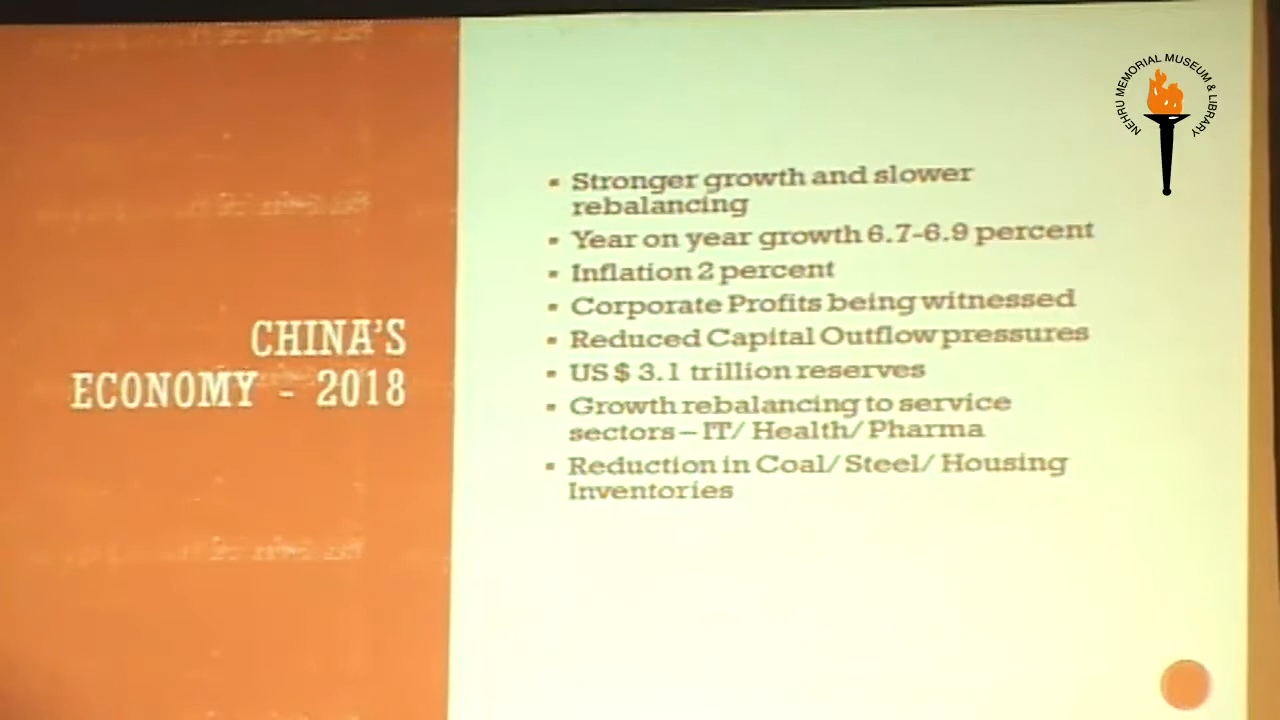 NEHRU MEMORIAL MUSEUM & LIBRARY
CHINA'S
ECONOMY - 2018
▪ Stronger growth and slower
rebalancing
▪ Year on year growth 6.7-6.9 percent
▪ Inflation 2 percent
▪ Corporate Profits being witnessed
▪ Reduced Capital Outflow pressures
▪ US $ 3.1 trillion reserves
▪ Growth rebalancing to service
sectors – IT/ Health/ Pharma
▪ Reduction in Coal/ Steel/ Housing
Inventories